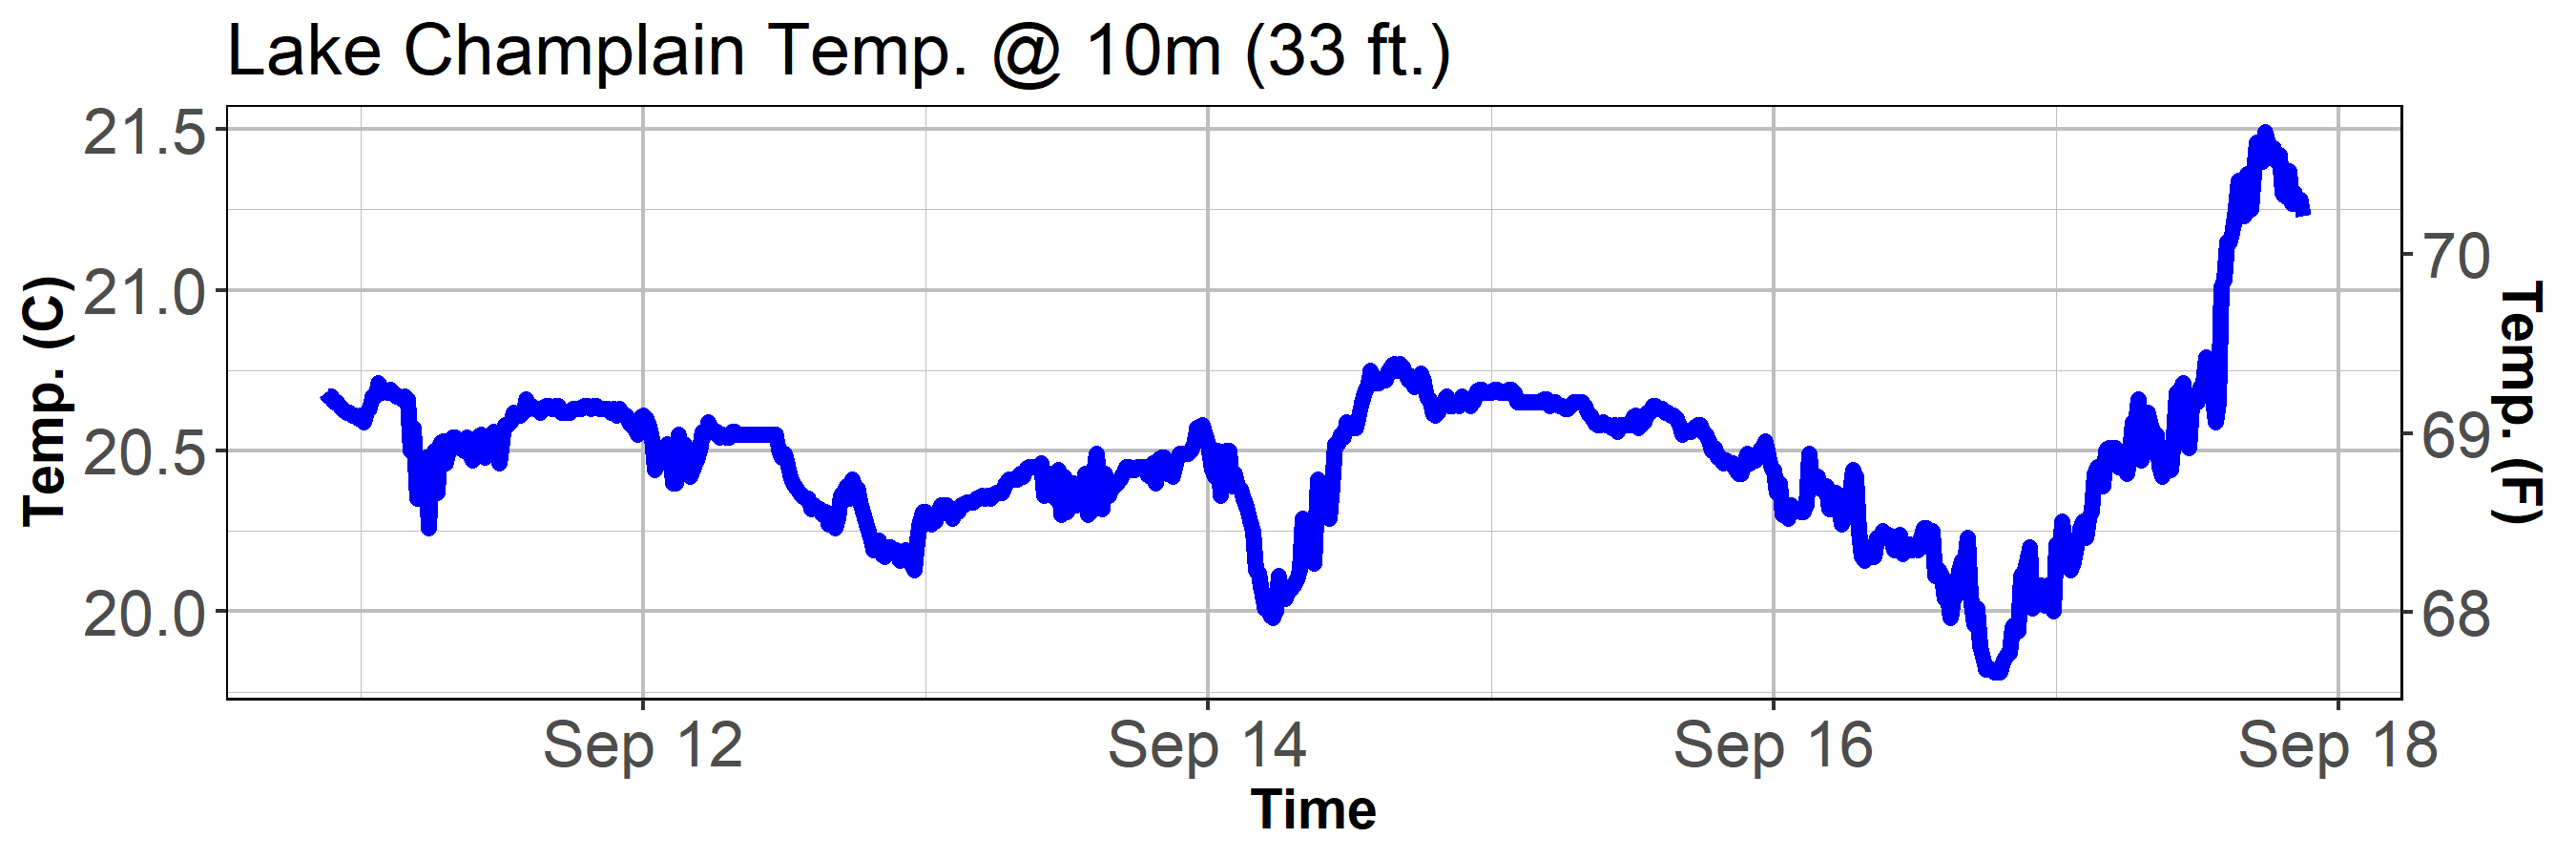 Lake Champlain Temp. @ 10m (33 ft.)
21.5
21.0
20.5
20.0
Temp. (C)
70
69
68
Temp. (F)
Sep 12 Sep 14 Sep 16 Sep 18
Time